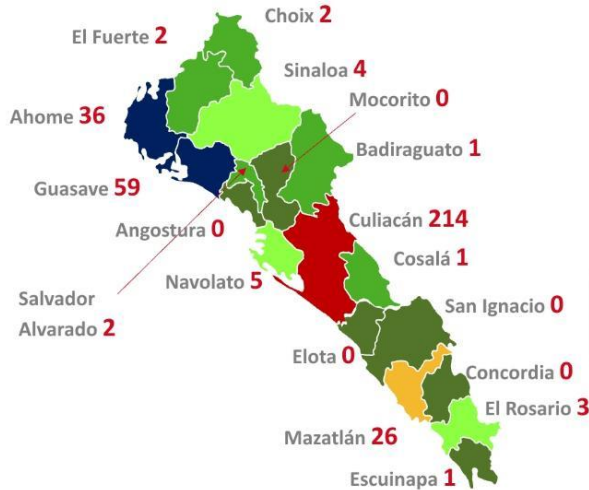 Choix 2
El Fuerte 2
Sinaloa 4
Mocorito 0
Ahome 36
Badiraguato 1
Guasave 59
Culiacán 214
Angostura 0
Cosalá 1
Navolato 5
Salvador
Alvarado 2
San Ignacio 0
Elota 0
Concordia 0
El Rosario 3
Mazatlán 26
Escuinapa 1